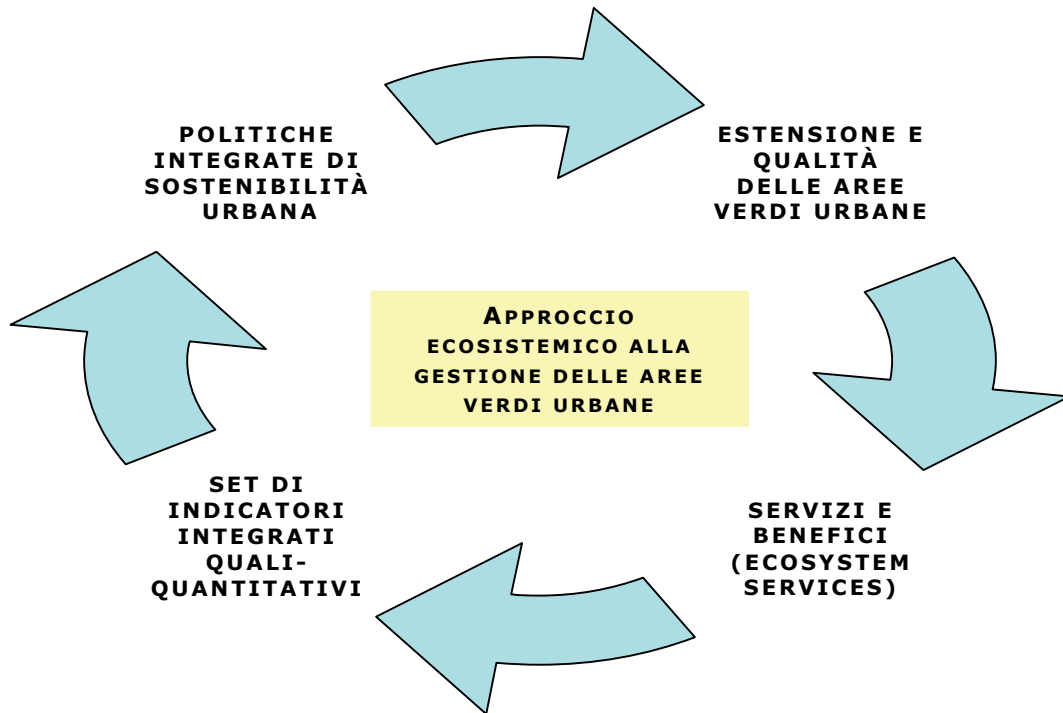 POLITICHE
INTEGRATE DI
SOSTENIBILITÀ
URBANA
ESTENSIONE E
QUALITÀ
DELLE AREE
VERDI URBANE
APPROCCIO
ECOSISTEMICO ALLA
GESTIONE DELLE AREE
VERDI URBANE
SET DI
INDICATORI
INTEGRATI
QUALI-
QUANTITATIVI
SERVIZI E
BENEFICI
(ECOSYSTEM
SERVICES)